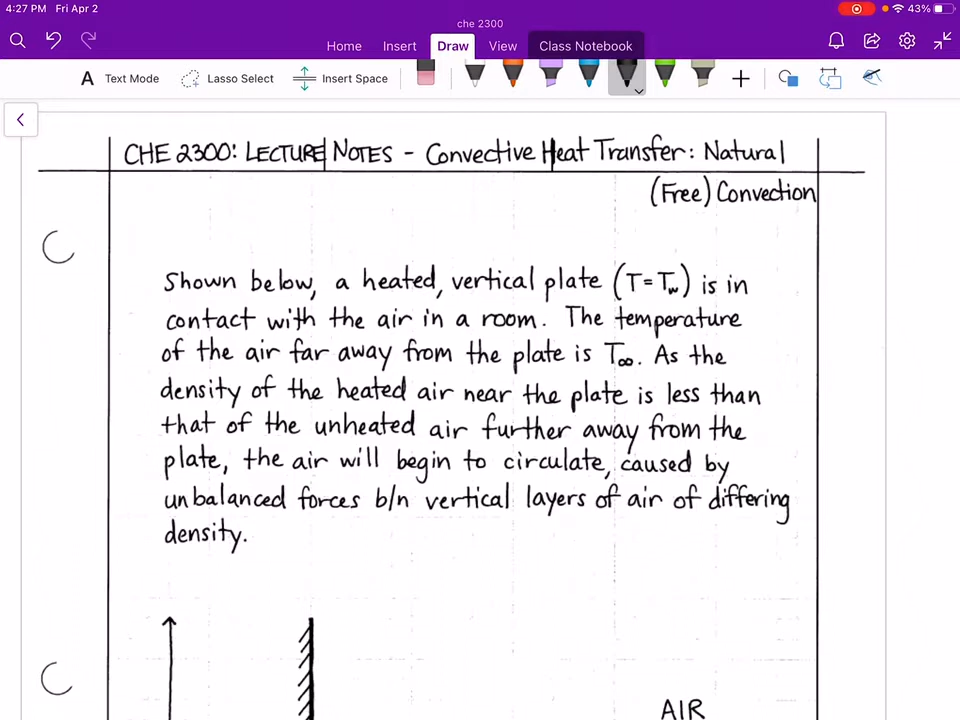 4:27 PM Fri Apr 2
43%
che 2300
Home Insert Draw View Class Notebook
A Text Mode Lasso Select Insert Space
CHE 2300: LECTURE NOTES - Convective Heat Transfer: Natural
(Free) Convection
Shown below, a heated, vertical plate (T=Tw) is in
contact with the air in a room. The temperature
of the air far away from the plate is T∞. As the
density of the heated air near the plate is less than
that of the unheated air further away from the
plate, the air will begin to circulate, caused by
unbalanced forces b/n vertical layers of air of differing
density.
AIR